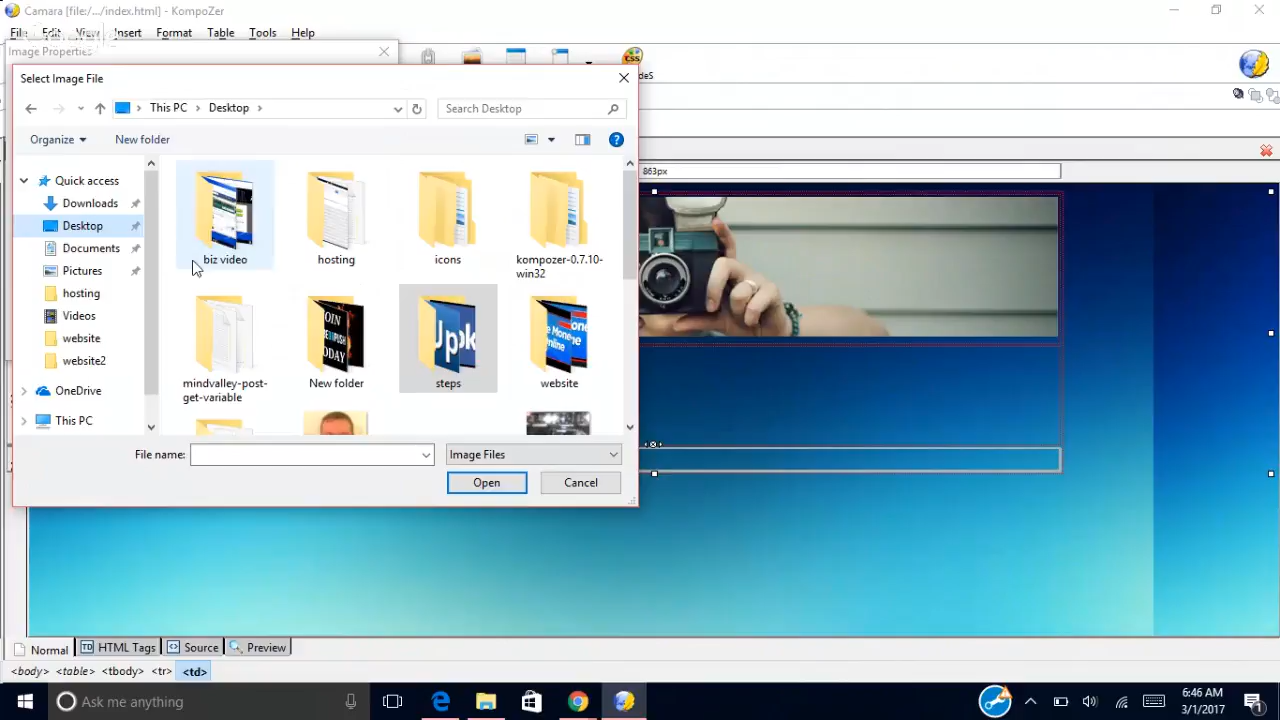 Camara [file:/.../index.html] - KompoZer
File Edit View Insert Format Table Tools Help
Image Properties
Select Image File
This PC Desktop
Search Desktop
Organize New folder
863px
Quick access
Downloads
Desktop
Documents
Pictures
hosting
Videos
website
website2
OneDrive
This PC
biz video
hosting
icons
kompozer-0.7.10-
win32
mindvalley-post-
get-variable
New folder
steps
website
File name:
Image Files
Open Cancel
CSS
Normal HTML Tags Source Preview
<body> <table> <tbody> <tr> <td>
Ask me anything
6:46 AM
3/1/2017